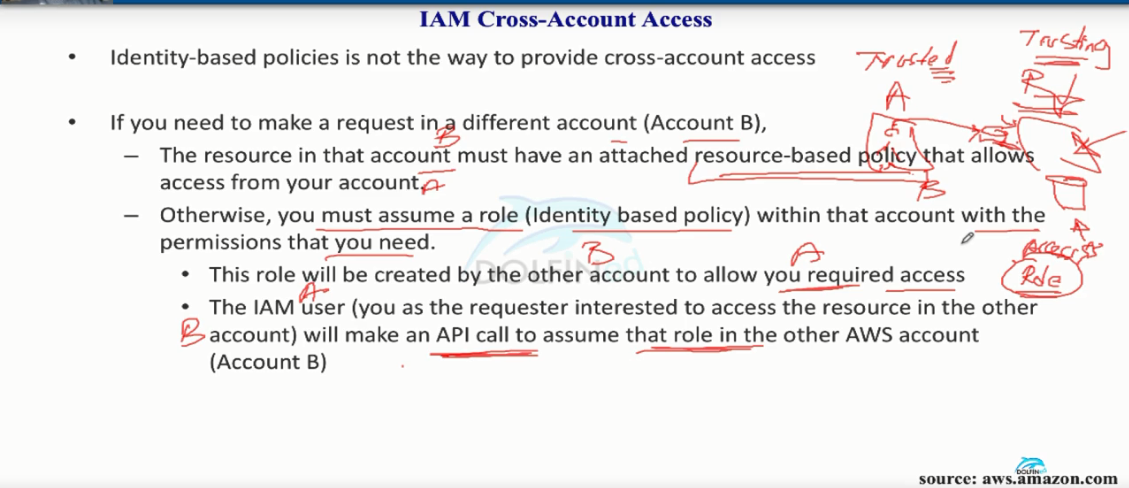 IAM Cross-Account Access
• Identity-based policies is not the way to provide cross-account access
Trusted
Trusting
A
B
• If you need to make a request in a different account (Account B),
B
– The resource in that account must have an attached resource-based policy that allows
access from your account.
A
B
– Otherwise, you must assume a role (Identity based policy) within that account with the
permissions that you need.
B
A
A
Access
Role
• This role will be created by the other account to allow you required access
A
• The IAM user (you as the requester interested to access the resource in the other
B
account) will make an API call to assume that role in the other AWS account
(Account B)
DOLFINED
DOLFINED
source: aws.amazon.com